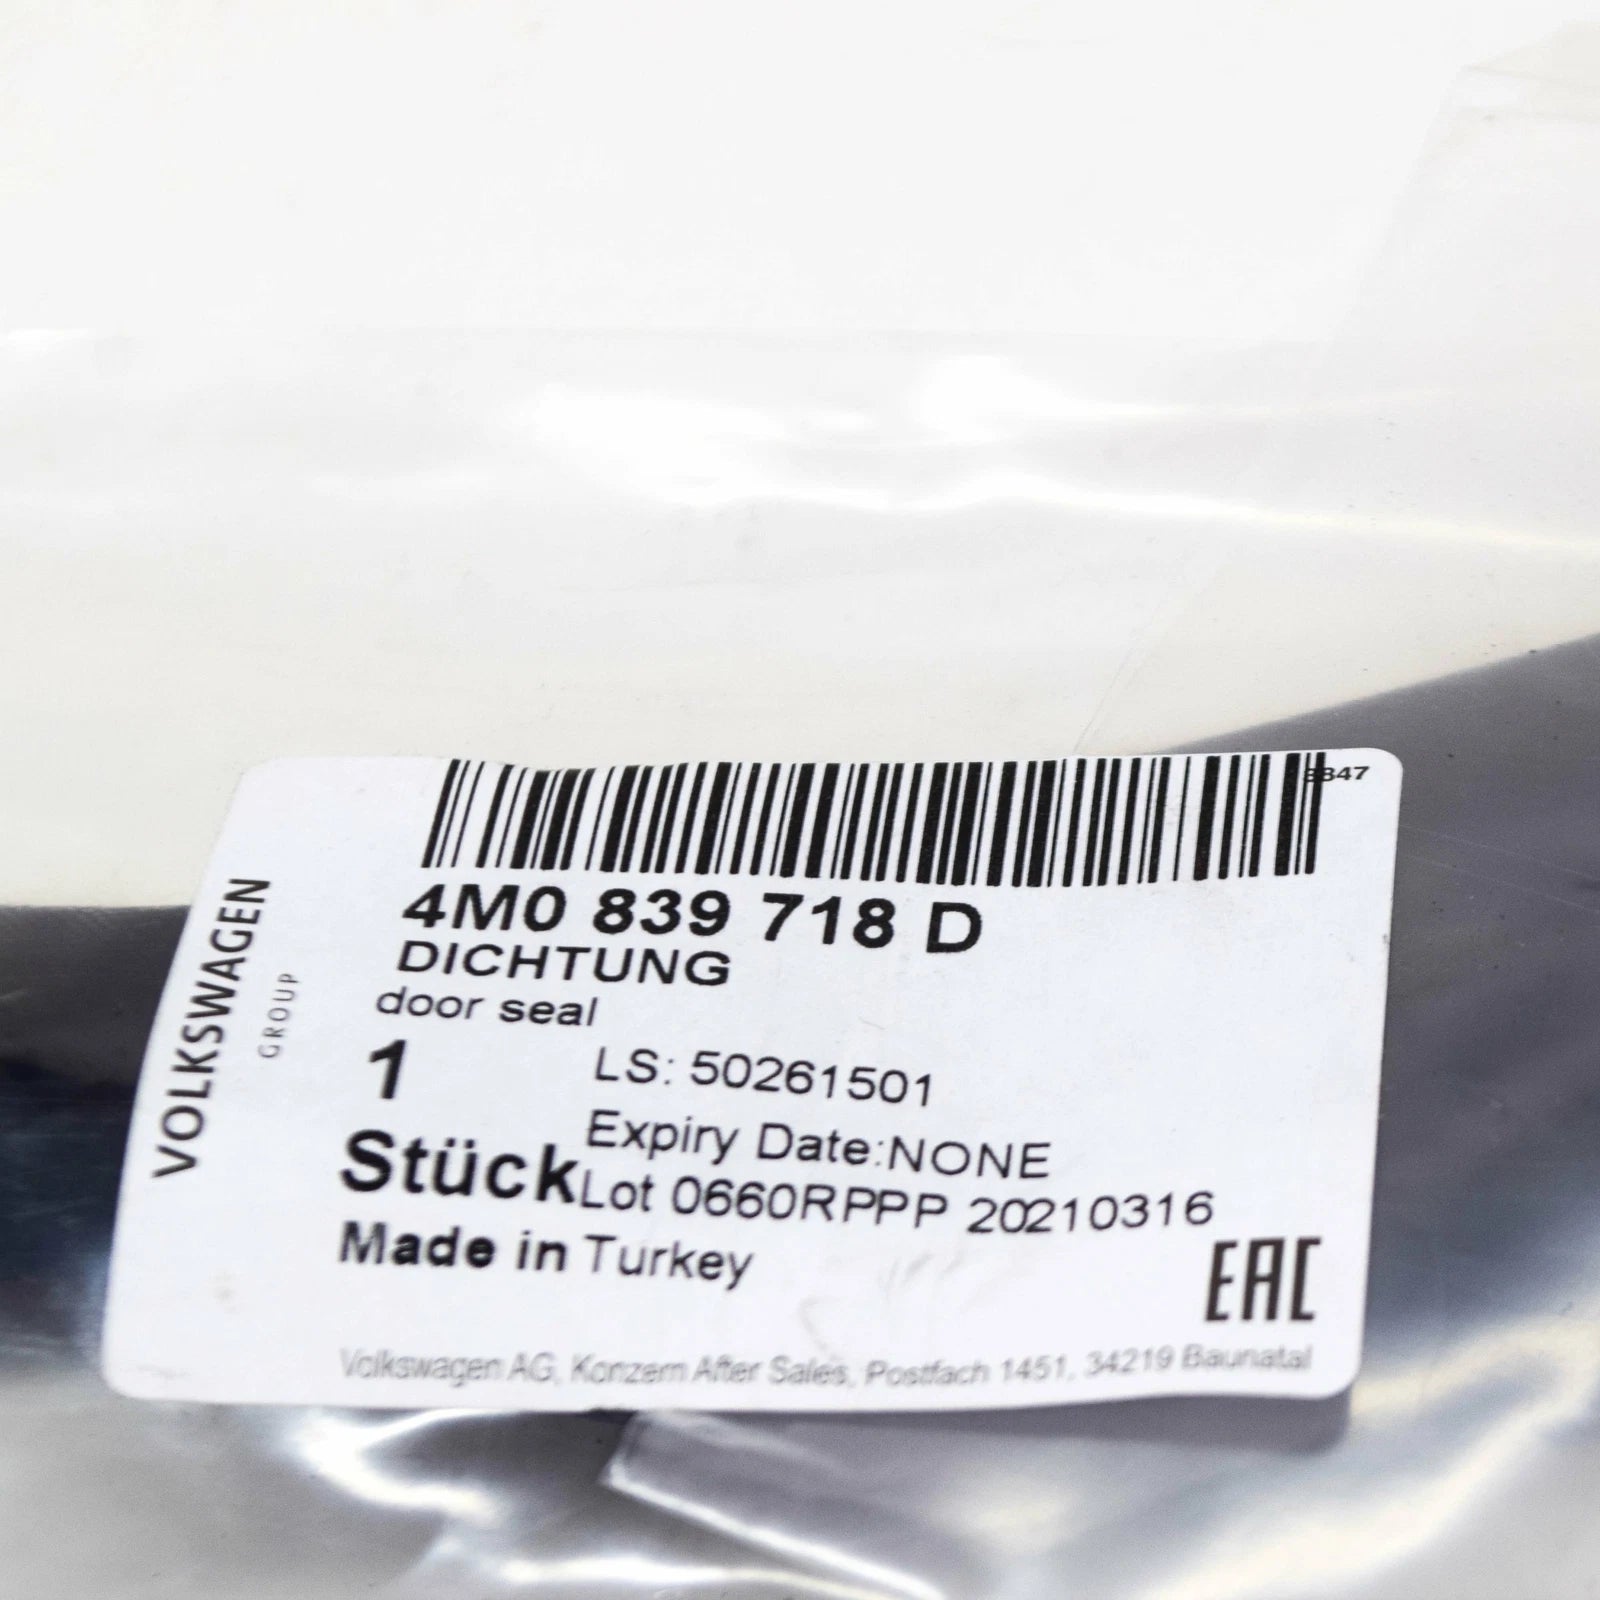 3347
4M0 839 718 D
DICHTUNG
door seal
1
LS: 50261501
Expiry Date:NONE
Stück
Lot 0660RPPP 20210316
Made in Turkey
EAC
Volkswagen AG, Konzern After Sales, Postfach 1451, 34219 Baunatal
VOLKSWAGEN
GROUP